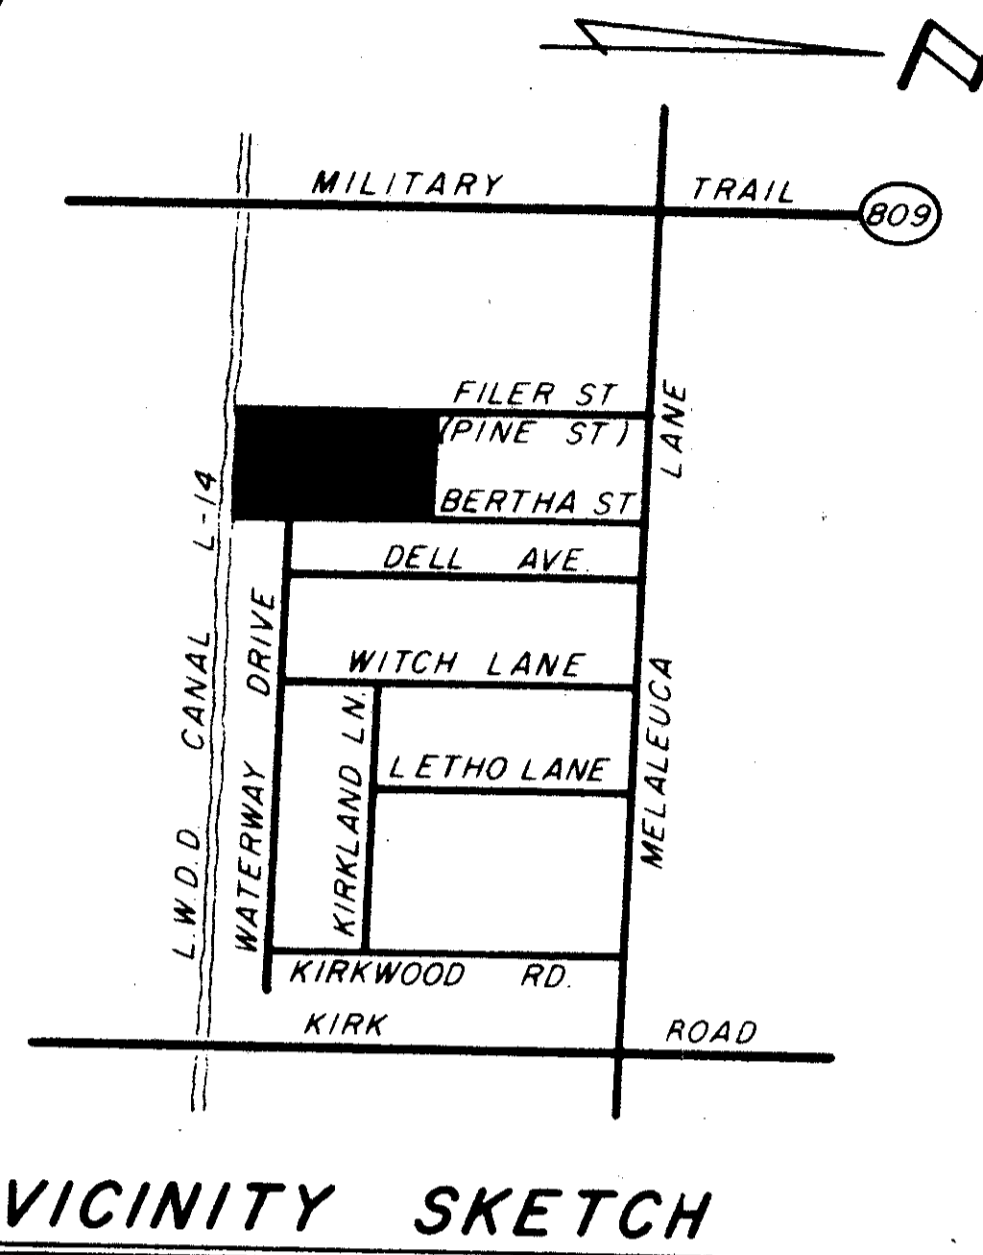 N
MILITARY TRAIL
809
FILER ST
(PINE ST)
LANE
BERTHA ST
L.W.D.D. CANAL L-14
DELL AVE.
WATERWAY DRIVE
WITCH LANE
KIRKLAND LN.
LETHO LANE
MELALEUCA
KIRKWOOD RD.
KIRK ROAD
VICINITY SKETCH